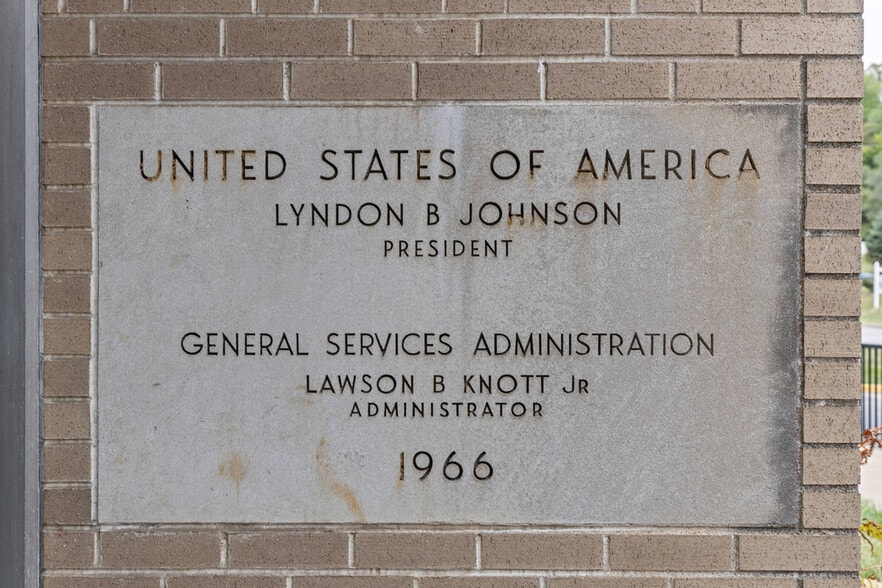 UNITED STATES OF AMERICA
LYNDON B JOHNSON
PRESIDENT
GENERAL SERVICES ADMINISTRATION
LAWSON B KNOTT JR
ADMINISTRATOR
1966